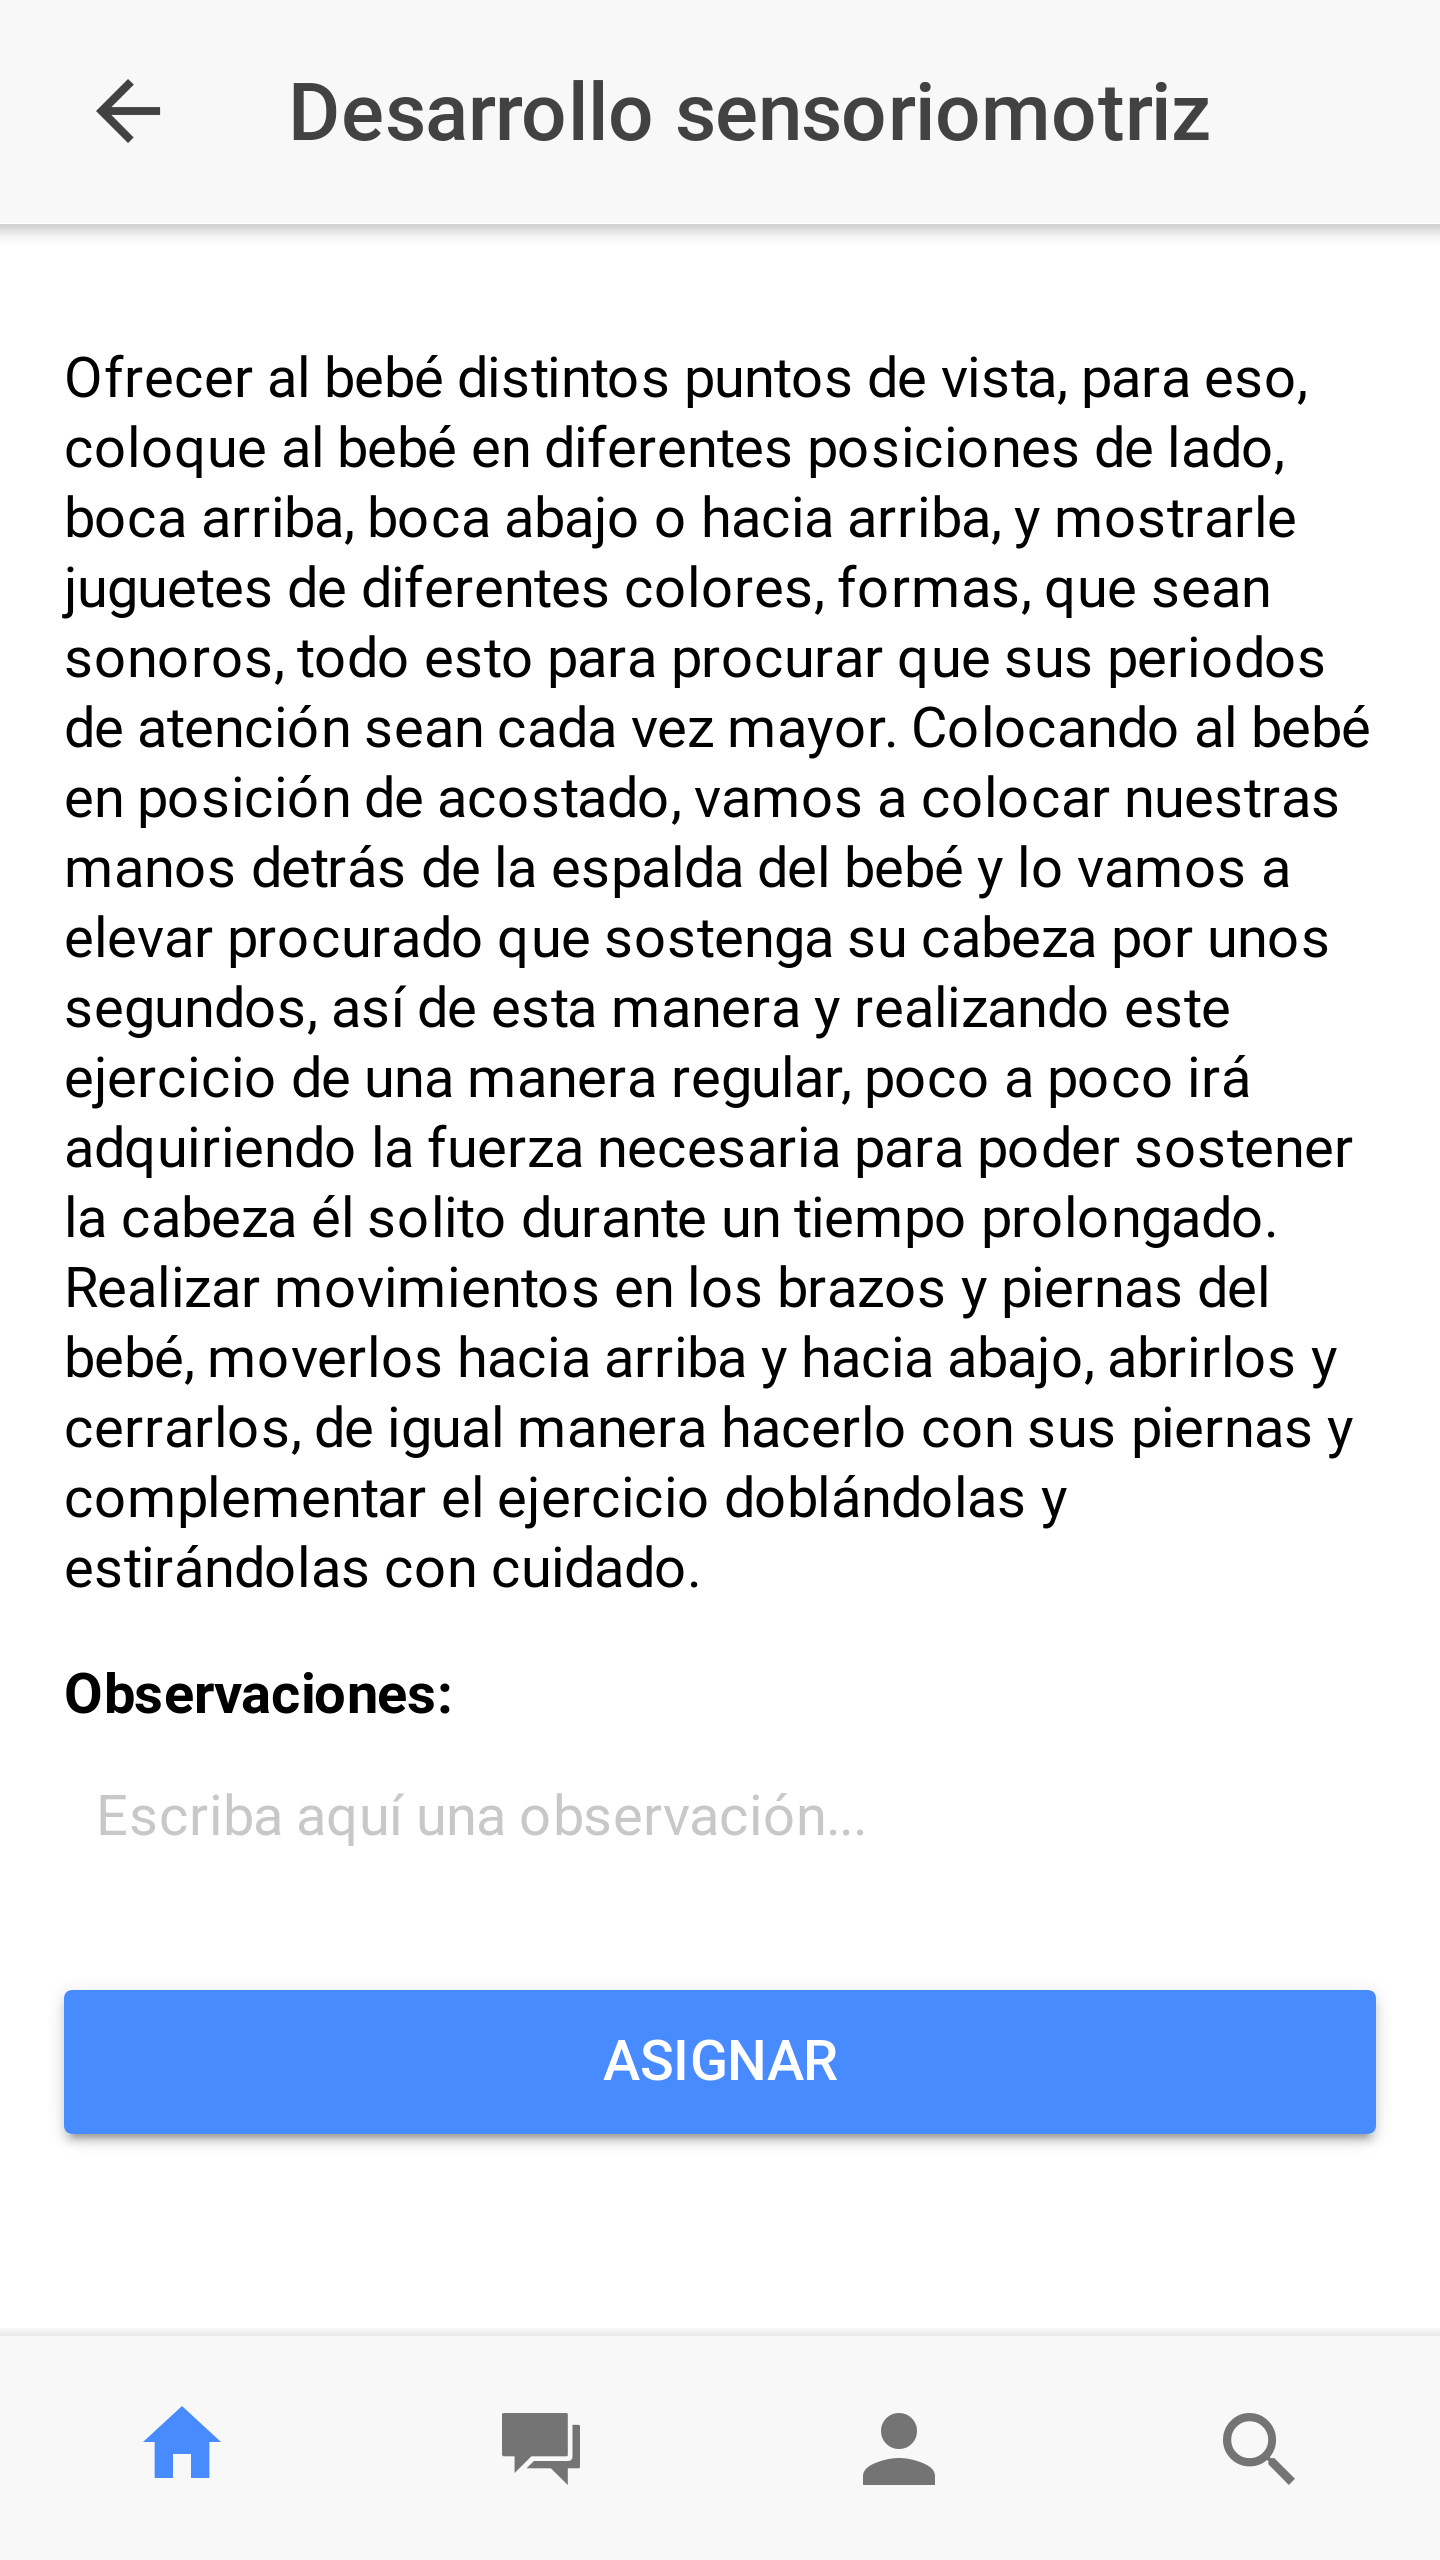 Desarrollo sensoriomotriz
Ofrecer al bebé distintos puntos de vista, para eso,
coloque al bebé en diferentes posiciones de lado,
boca arriba, boca abajo o hacia arriba, y mostrarle
juguetes de diferentes colores, formas, que sean
sonoros, todo esto para procurar que sus periodos
de atención sean cada vez mayor. Colocando al bebé
en posición de acostado, vamos a colocar nuestras
manos detrás de la espalda del bebé y lo vamos a
elevar procurado que sostenga su cabeza por unos
segundos, así de esta manera y realizando este
ejercicio de una manera regular, poco a poco irá
adquiriendo la fuerza necesaria para poder sostener
la cabeza él solito durante un tiempo prolongado.
Realizar movimientos en los brazos y piernas del
bebé, moverlos hacia arriba y hacia abajo, abrirlos y
cerrarlos, de igual manera hacerlo con sus piernas y
complementar el ejercicio doblándolas y
estirándolas con cuidado.
Observaciones:
Escriba aquí una observación...
ASIGNAR